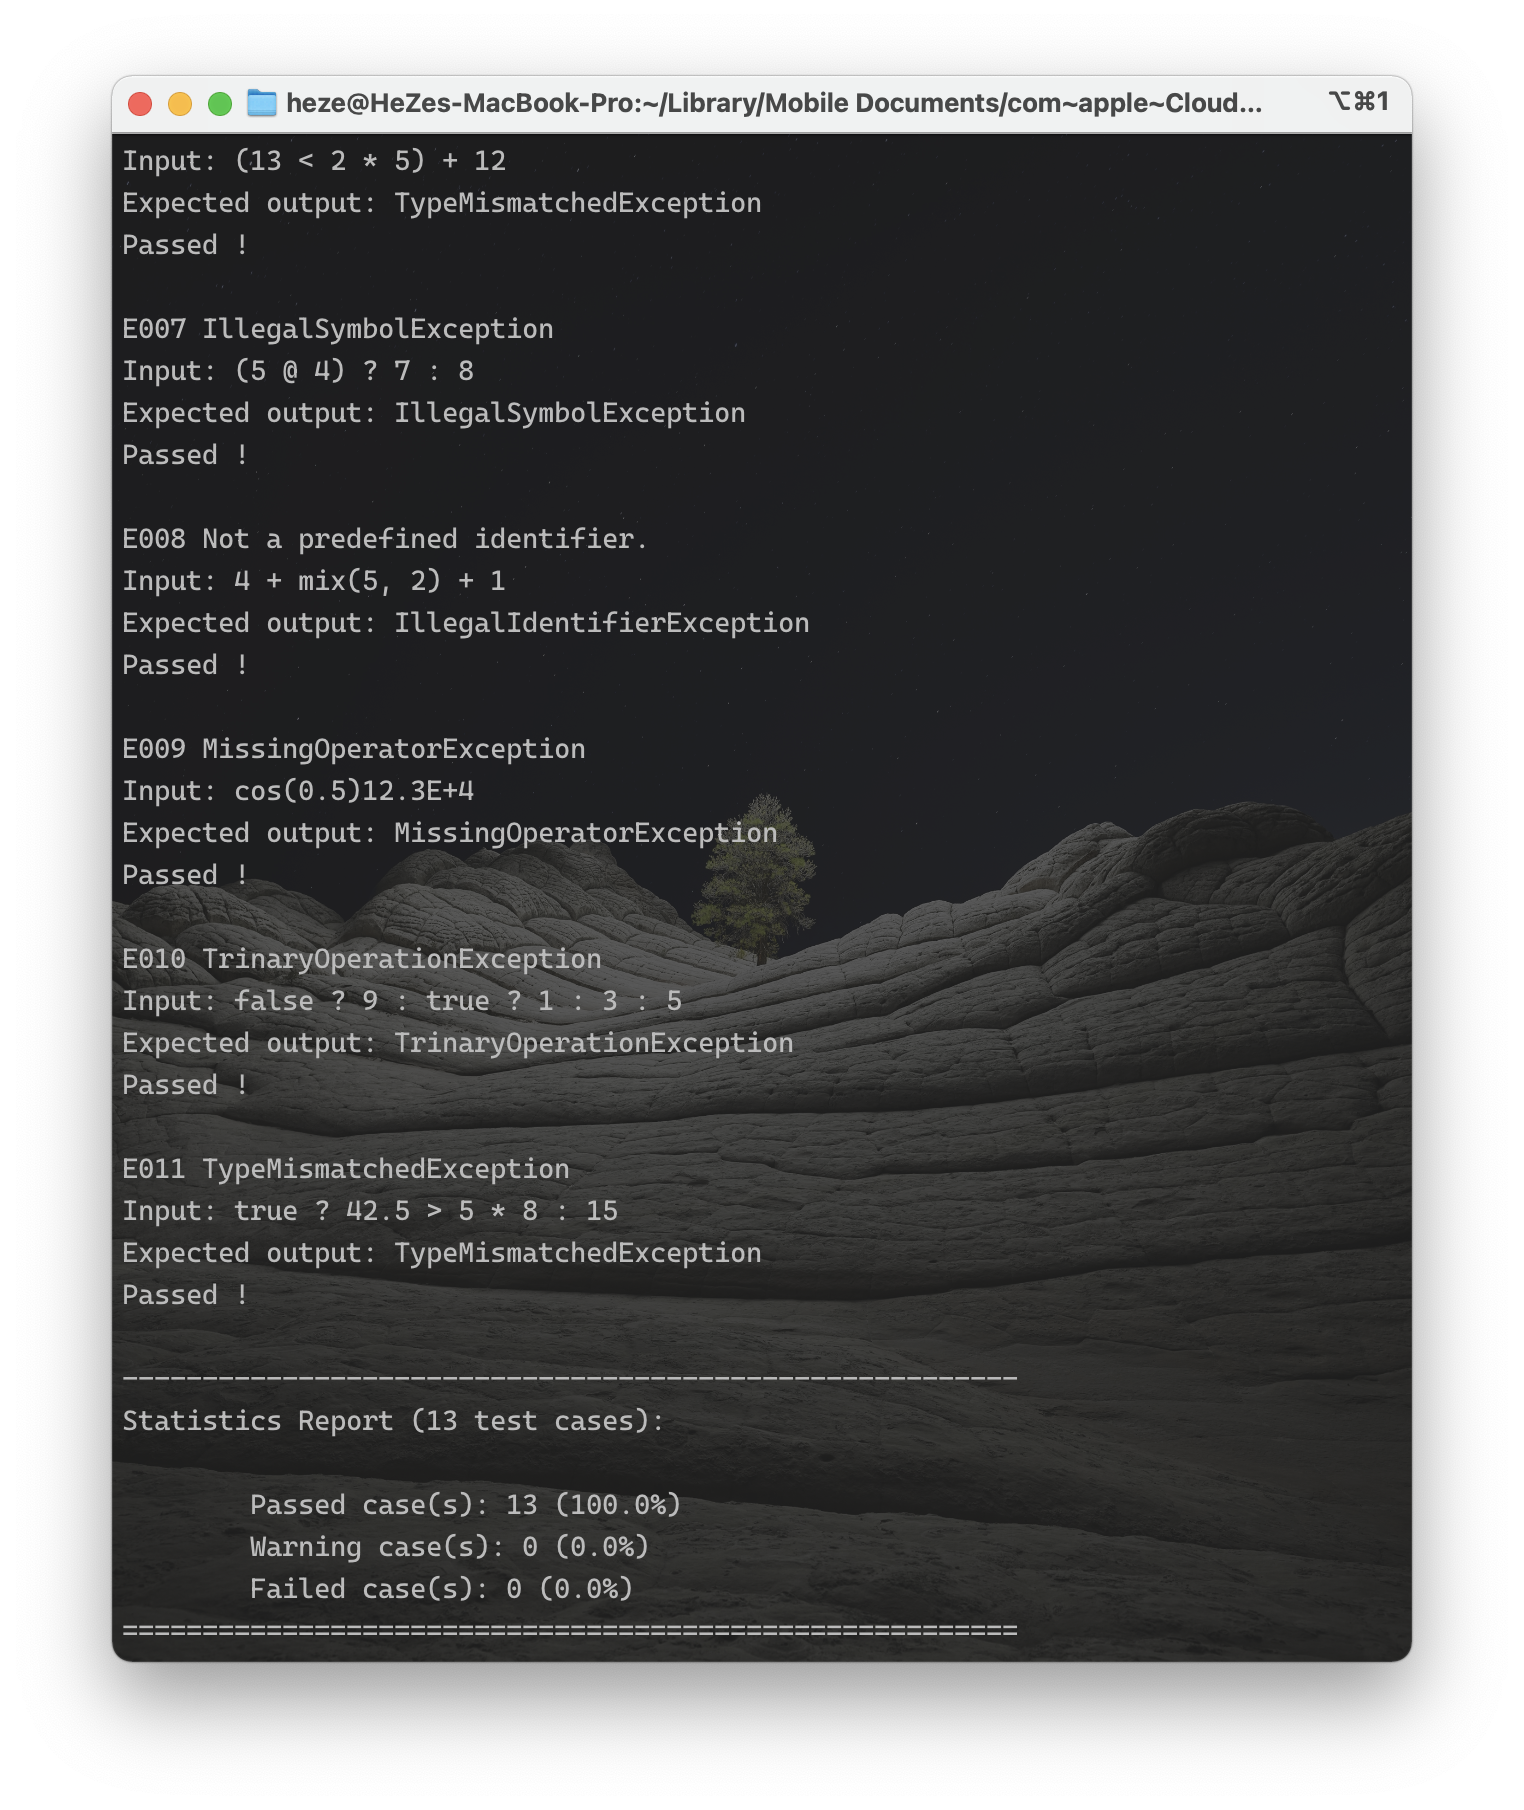 heze@HeZes-MacBook-Pro:~/Library/Mobile Documents/com~apple~Cloud... ⌥⌘1
Input: (13 < 2 * 5) + 12
Expected output: TypeMismatchedException
Passed !
E007 IllegalSymbolException
Input: (5 @ 4) ? 7 : 8
Expected output: IllegalSymbolException
Passed !
E008 Not a predefined identifier.
Input: 4 + mix(5, 2) + 1
Expected output: IllegalIdentifierException
Passed !
E009 MissingOperatorException
Input: cos(0.5)12.3E+4
Expected output: MissingOperatorException
Passed !
E010 TrinaryOperationException
Input: false ? 9 : true ? 1 : 3 : 5
Expected output: TrinaryOperationException
Passed !
E011 TypeMismatchedException
Input: true ? 42.5 > 5 * 8 : 15
Expected output: TypeMismatchedException
Passed !
--------------------------------------------------------
Statistics Report (13 test cases):
Passed case(s): 13 (100.0%)
Warning case(s): 0 (0.0%)
Failed case(s): 0 (0.0%)
========================================================